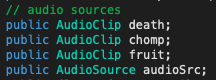 // audio sources
public AudioClip death;
public AudioClip chomp;
public AudioClip fruit;
public AudioSource audioSrc;